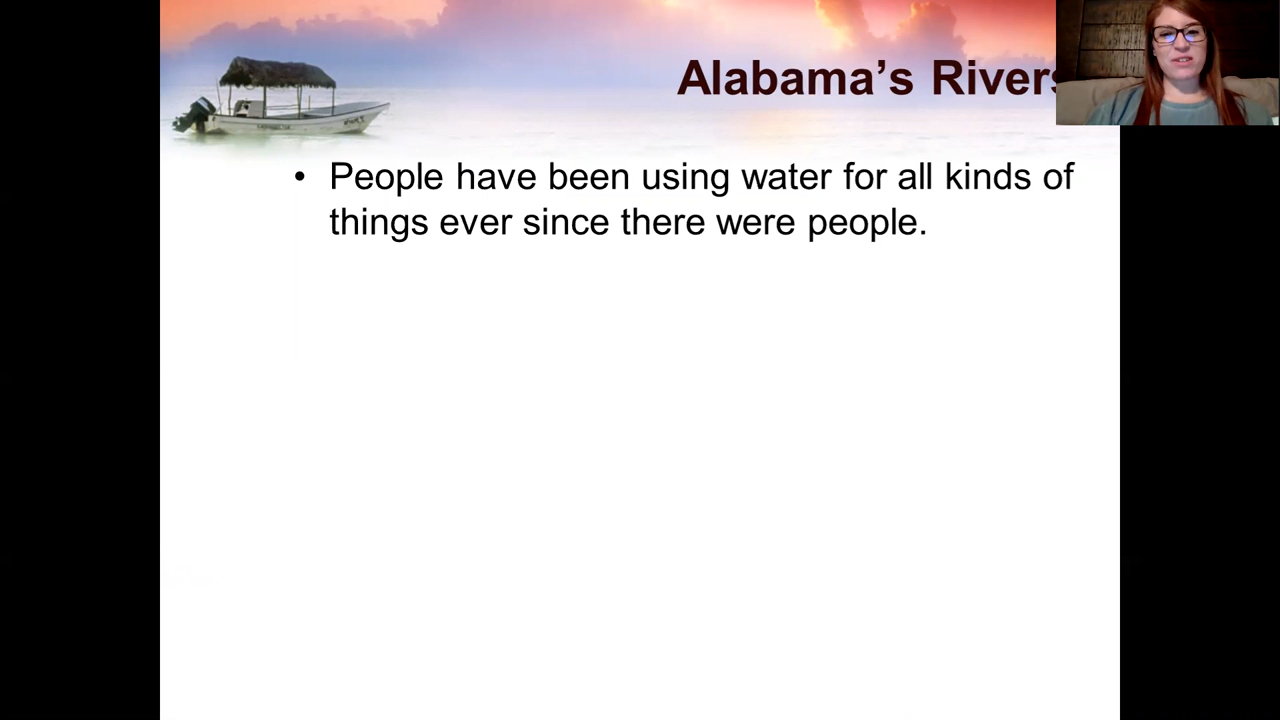 Alabama’s Rivers
• People have been using water for all kinds of
things ever since there were people.